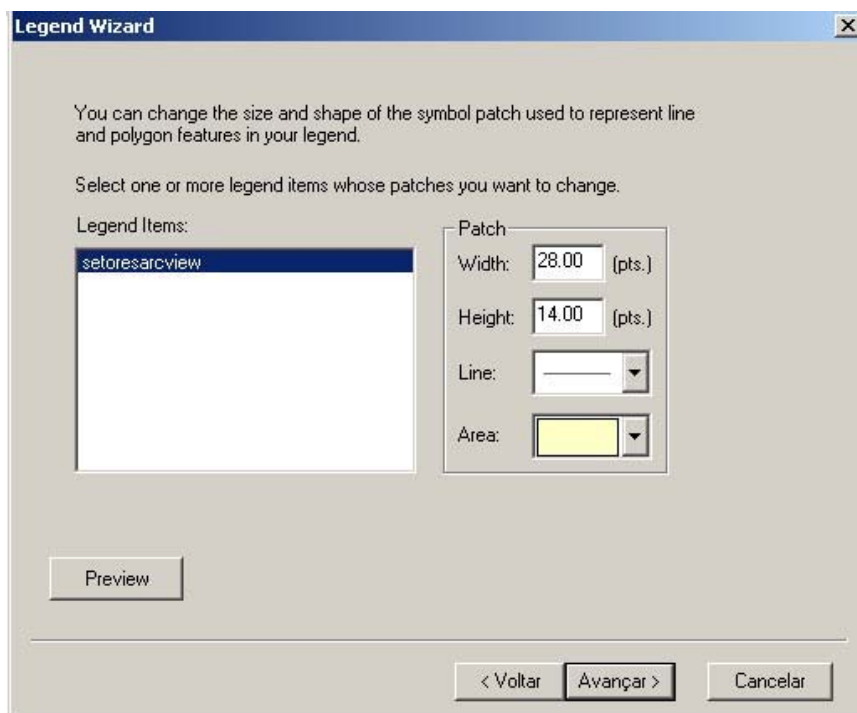 Legend Wizard
You can change the size and shape of the symbol patch used to represent line
and polygon features in your legend.
Select one or more legend items whose patches you want to change.
Legend Items:
setoresarcview
Patch
Width: 28.00 (pts.)
Height: 14.00 (pts.)
Line:
Area:
Preview
< Voltar Avançar > Cancelar